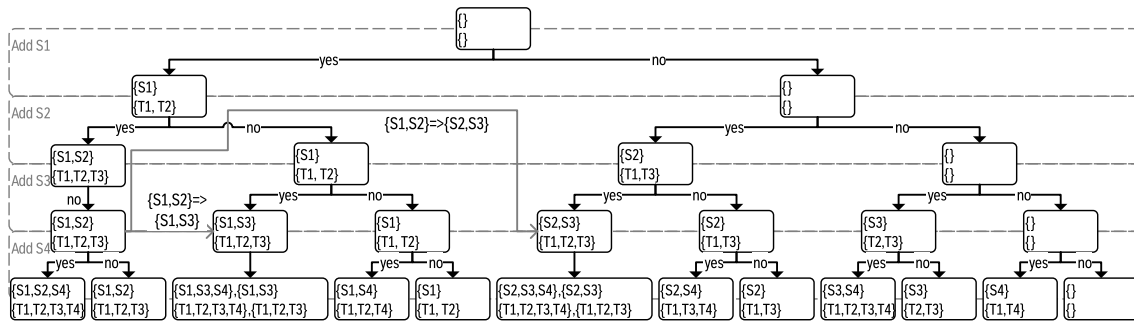 {}
{}
Add S1
yes
no
{S1}
{T1, T2}
{}
{}
Add S2
yes
no
{S1,S2}=>{S2,S3}
yes
no
{S1,S2}
{T1,T2,T3}
{S1}
{T1, T2}
{S2}
{T1,T3}
{}
{}
Add S3
no
{S1,S2}=>
{S1,S3}
yes
no
yes
no
yes
no
{S1,S2}
{T1,T2,T3}
{S1,S3}
{T1,T2,T3}
{S1}
{T1, T2}
{S2,S3}
{T1,T2,T3}
{S2}
{T1,T3}
{S3}
{T2,T3}
{}
{}
Add S4
yes
no
yes
no
yes
no
yes
no
yes
no
{S1,S2,S4}
{T1,T2,T3,T4}
{S1,S2}
{T1,T2,T3}
{S1,S3,S4},{S1,S3}
{T1,T2,T3,T4},{T1,T2,T3}
{S1,S4}
{T1,T2,T4}
{S1}
{T1, T2}
{S2,S3,S4},{S2,S3}
{T1,T2,T3,T4},{T1,T2,T3}
{S2,S4}
{T1,T3,T4}
{S2}
{T1,T3}
{S3,S4}
{T1,T2,T3,T4}
{S3}
{T2,T3}
{S4}
{T1,T4}
{}
{}